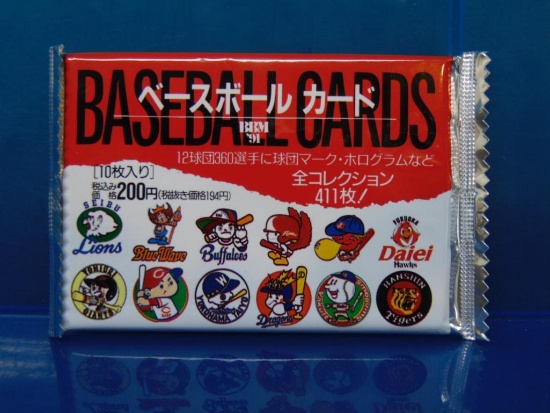 BASEBALL CARDS
ベースボール カード
BBM
'91
12球団360選手に球団マーク・ホログラムなど
全コレクション
411枚!
[10枚入り]
税込み
価格 200円(税抜き価格194円)
SEIBU
Lions
Blue Wave
Buffaloes
FUKUOKA
Daiei
Hawks
YOMIURI
GIANTS
YOKOHAMA TAIYO
Dragons
HANSHIN
Tigers